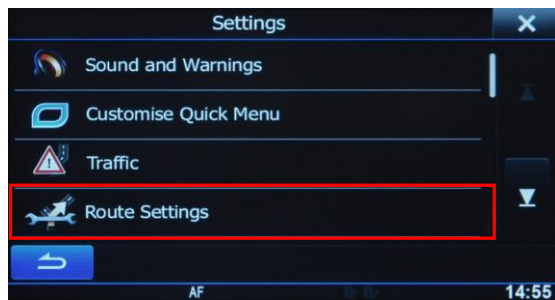 Settings
Sound and Warnings
Customise Quick Menu
Traffic
Route Settings
AF
14:55